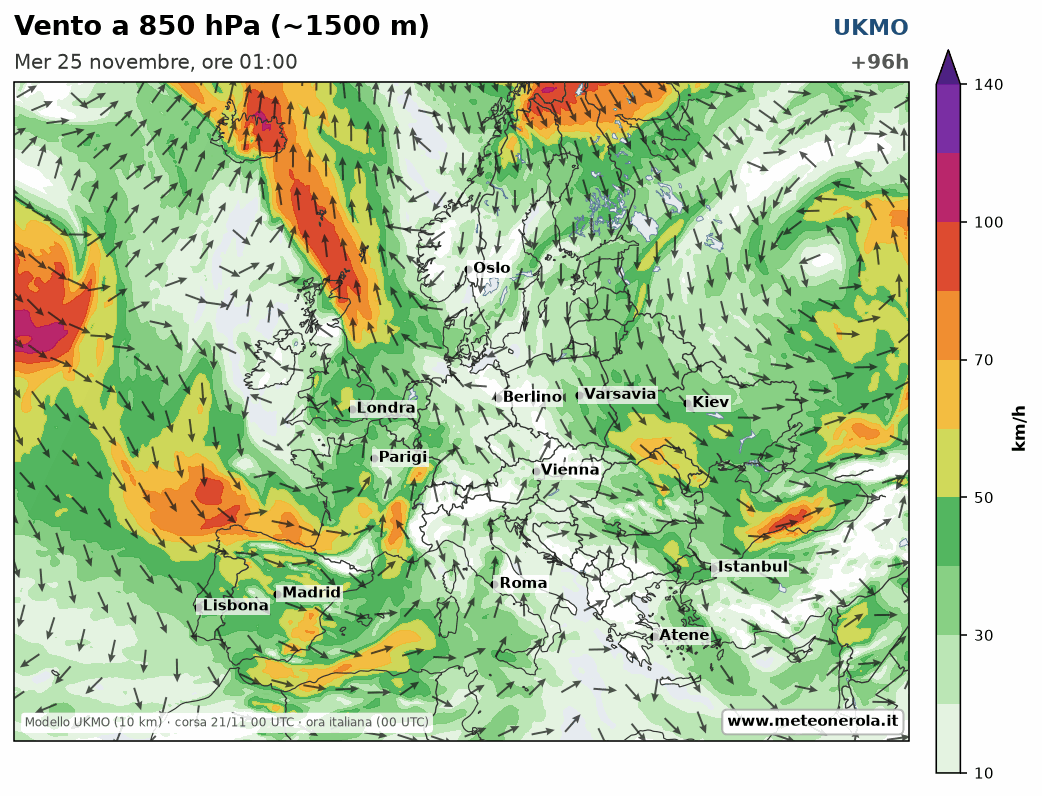 Vento a 850 hPa (~1500 m)
UKMO
Mer 25 novembre, ore 01:00
+96h
140
100
70
50
30
10
km/h
Oslo
Berlino
Varsavia
Kiev
Londra
Parigi
Vienna
Istanbul
Roma
Madrid
Lisbona
Atene
Modello UKMO (10 km) · corsa 21/11 00 UTC · ora italiana (00 UTC)
www.meteonerola.it